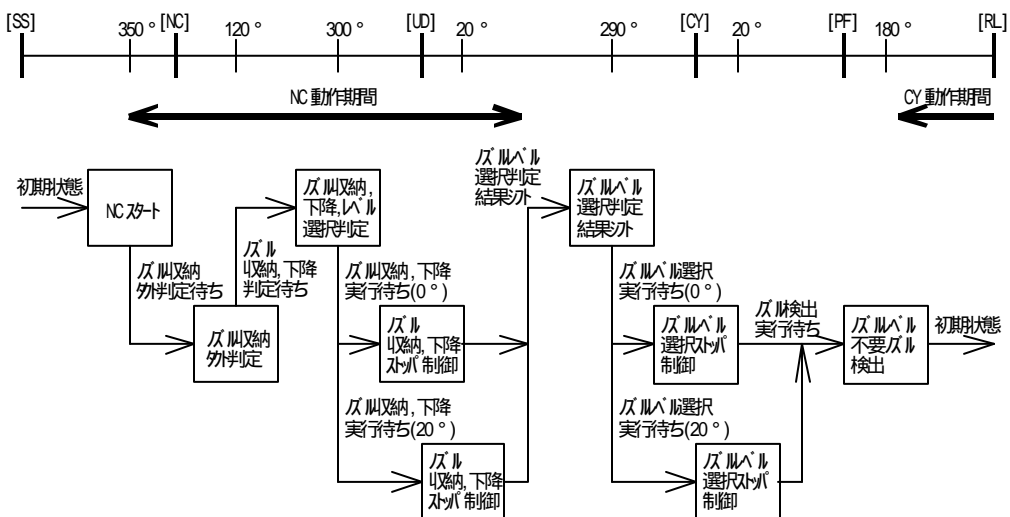 [SS]
350°
[NC]
120°
300°
[UD]
20°
290°
[CY]
20°
[PF]
180°
[RL]
NC動作期間
CY動作期間
初期状態
NCｽﾀｰﾄ
ﾉｽﾞﾙ収納
外判定待ち
ﾉｽﾞﾙ収納
外判定
ﾉｽﾞﾙ
収納,下降
判定待ち
ﾉｽﾞﾙ収納,
下降,ﾚﾍﾞﾙ
選択判定
ﾉｽﾞﾙ収納,下降
実行待ち(0°)
ﾉｽﾞﾙ
収納,下降
ｽﾄｯﾊﾟ制御
ﾉｽﾞﾙ収納,下降
実行待ち(20°)
ﾉｽﾞﾙ
収納,下降
ｽﾄｯﾊﾟ制御
ﾉｽﾞﾙﾚﾍﾞﾙ
選択判定
結果ｼﾌﾄ
ﾉｽﾞﾙﾚﾍﾞﾙ
選択判定
結果ｼﾌﾄ
ﾉｽﾞﾙﾚﾍﾞﾙ選択
実行待ち(0°)
ﾉｽﾞﾙﾚﾍﾞﾙ
選択ｽﾄｯﾊﾟ
制御
ﾉｽﾞﾙﾚﾍﾞﾙ選択
実行待ち(20°)
ﾉｽﾞﾙﾚﾍﾞﾙ
選択ｽﾄｯﾊﾟ
制御
ﾉｽﾞﾙ検出
実行待ち
ﾉｽﾞﾙﾚﾍﾞﾙ
不要ﾉｽﾞﾙ
検出
初期状態